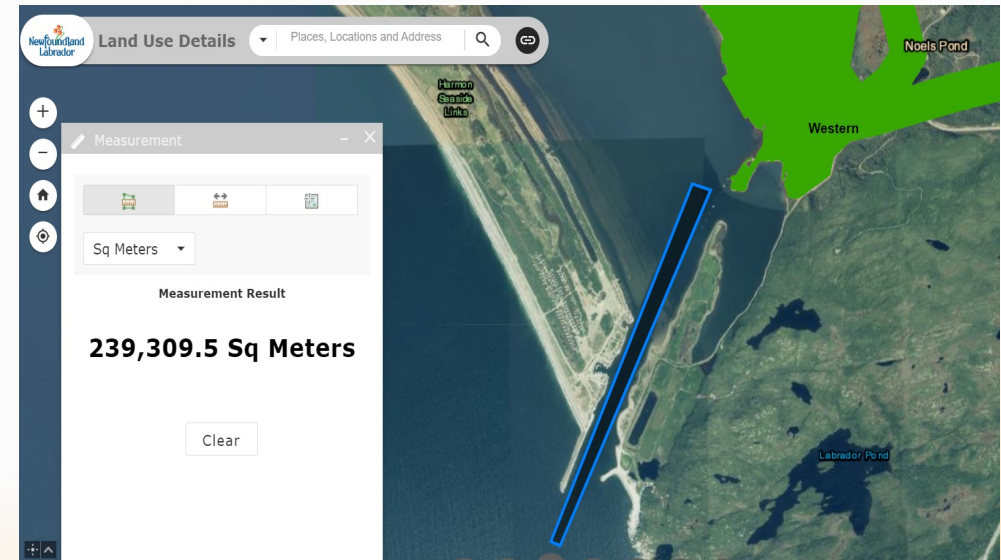 Newfoundland
Labrador
Land Use Details
Places, Locations and Address
Noels Pond
Harmon
Seaside
Links
Western
Measurement
Sq Meters
Measurement Result
239,309.5 Sq Meters
Clear
Labrador Pond